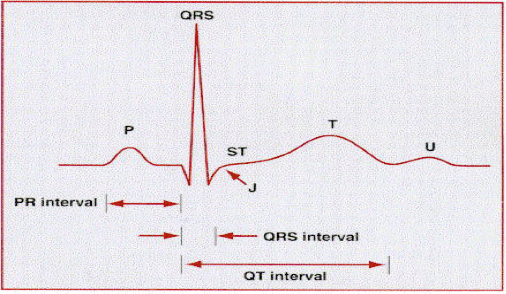 QRS
P
ST
T
U
J
PR interval
QRS interval
QT interval